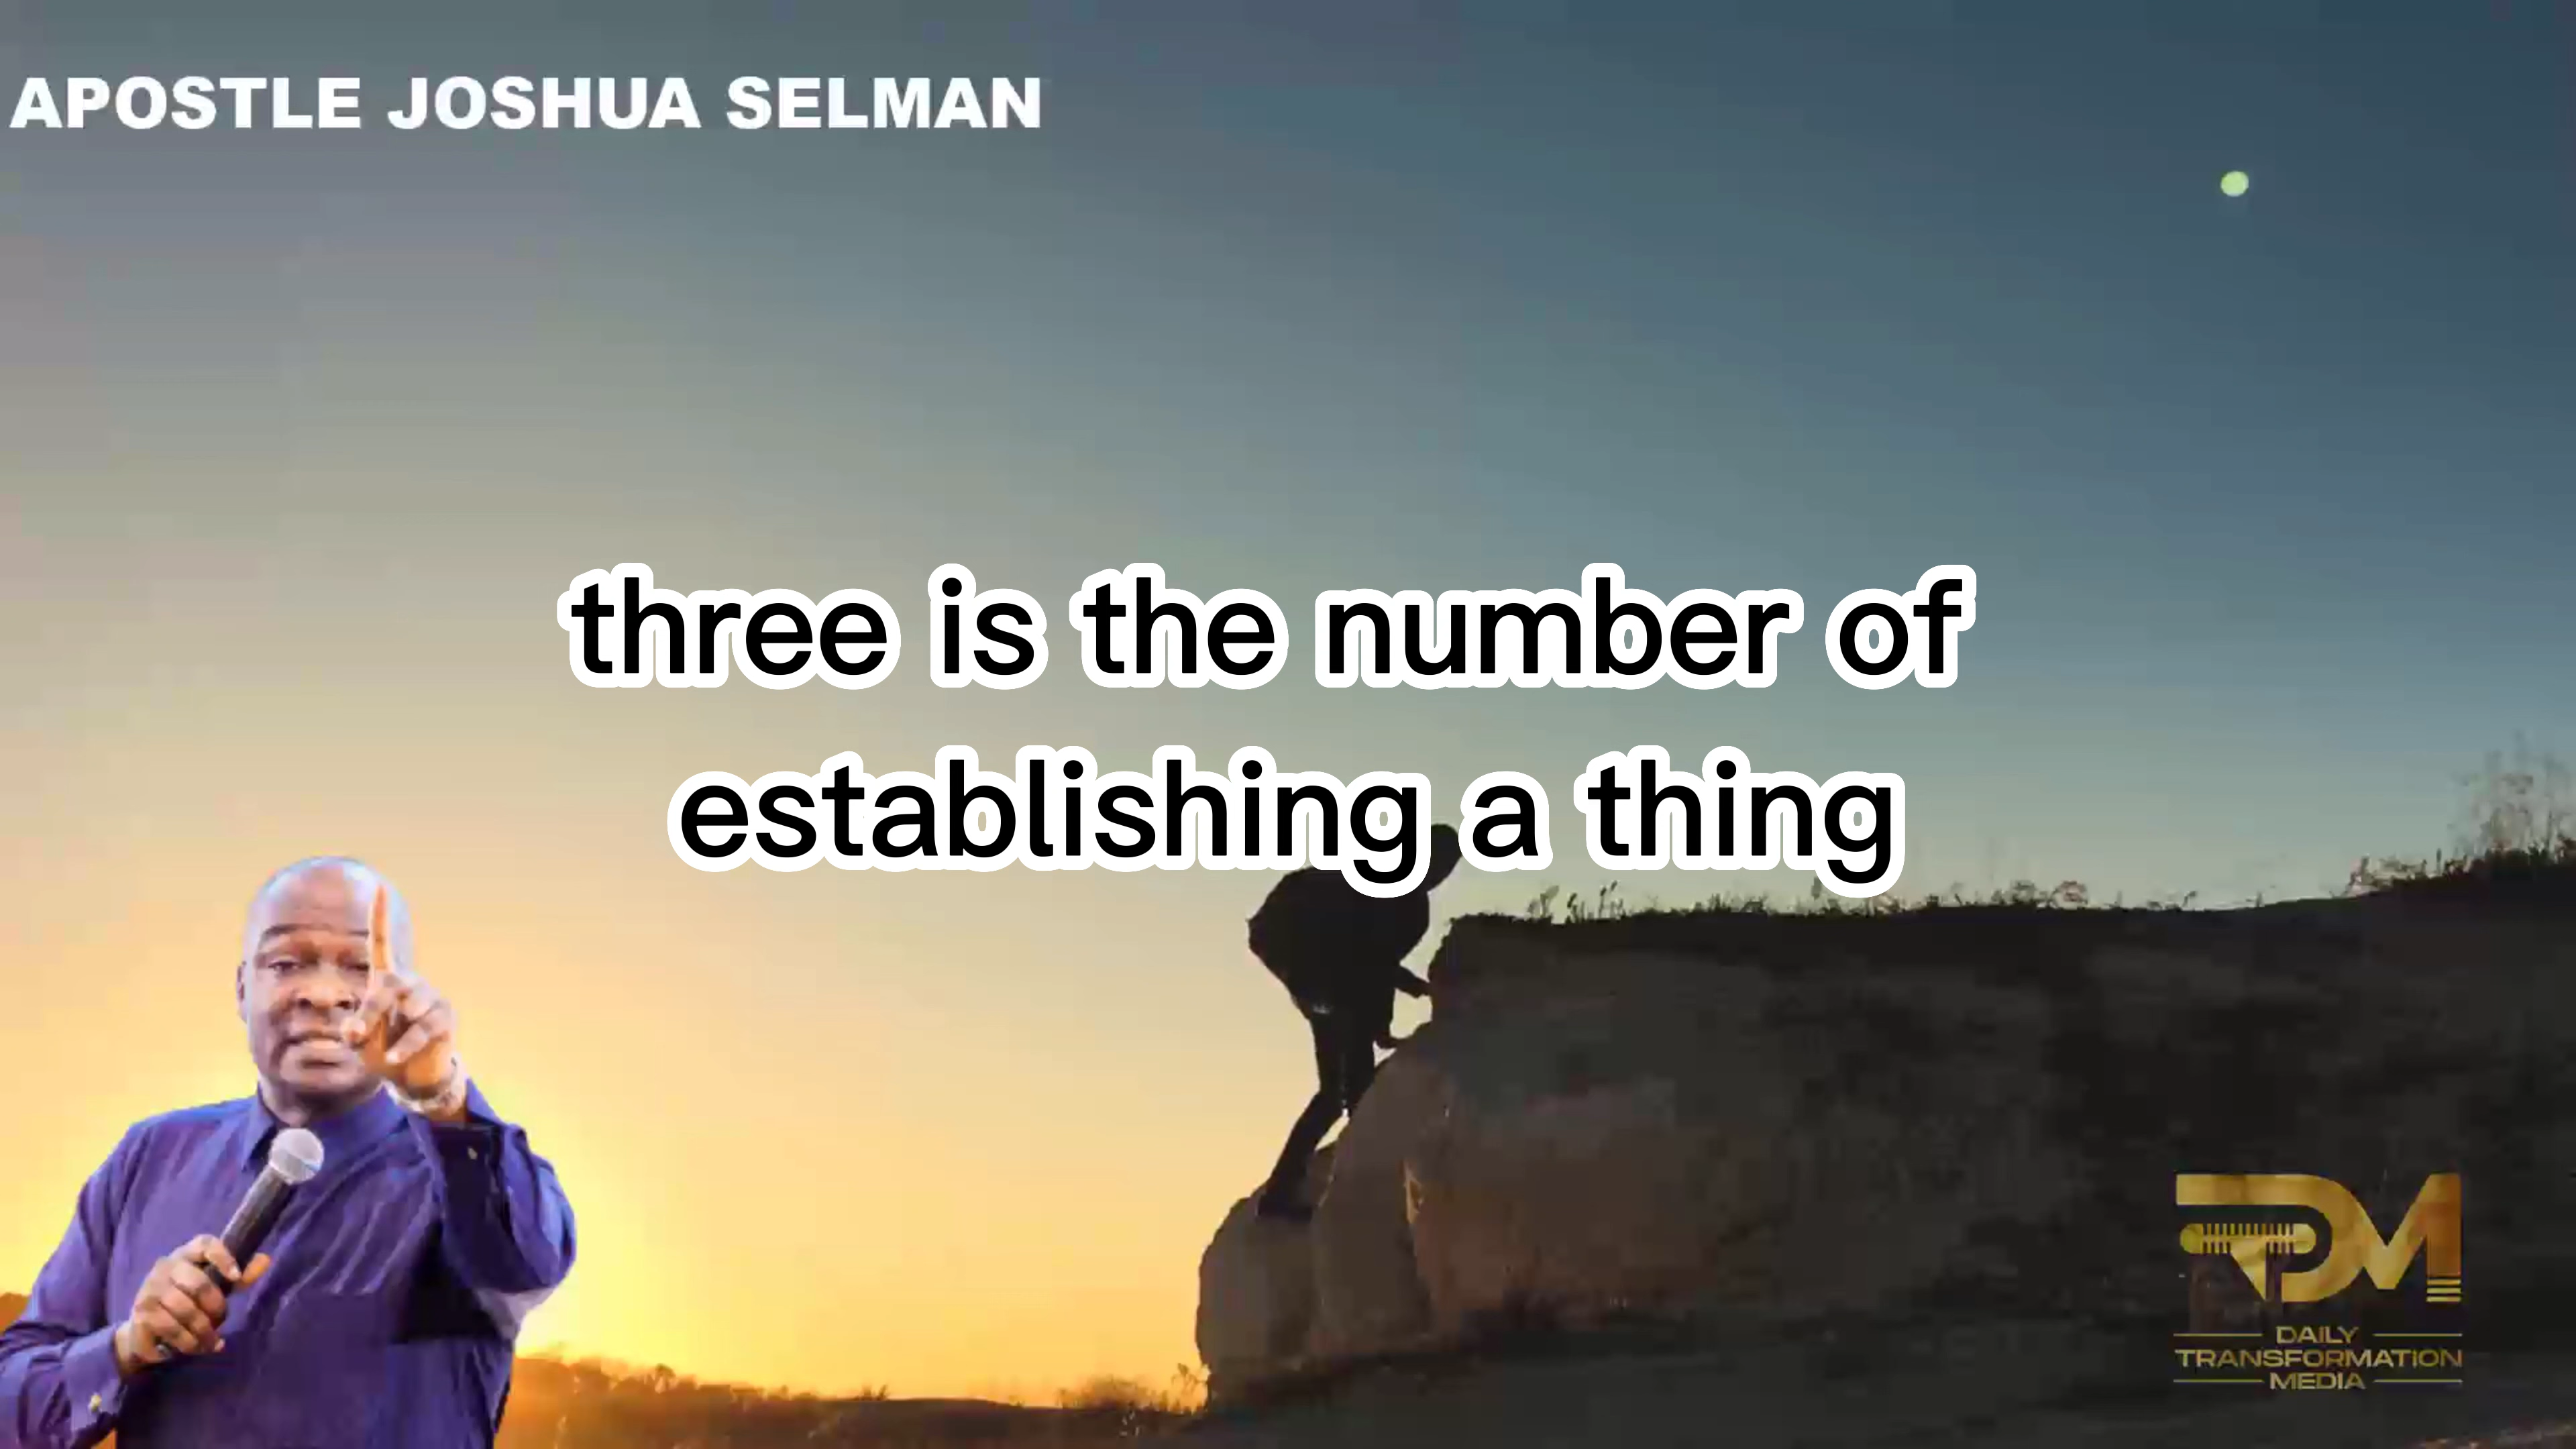 APOSTLE JOSHUA SELMAN
three is the number of
establishing a thing
DAILY
TRANSFORMATION
MEDIA